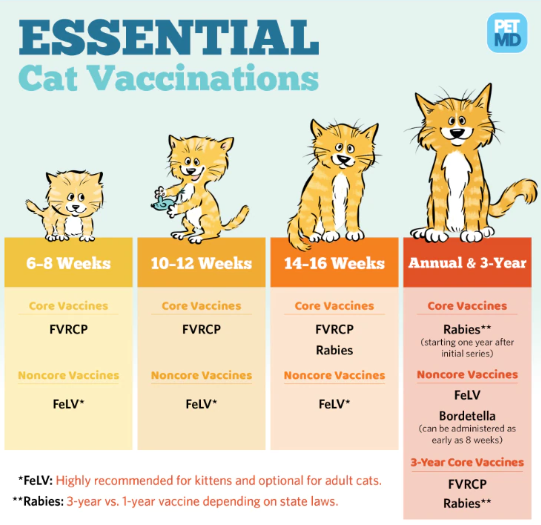 ESSENTIAL
Cat Vaccinations
PET
MD
6-8 Weeks
Core Vaccines
FVRCP
Noncore Vaccines
FeLV*
10-12 Weeks
Core Vaccines
FVRCP
Noncore Vaccines
FeLV*
14-16 Weeks
Core Vaccines
FVRCP
Rabies
Noncore Vaccines
FeLV*
Annual & 3-Year
Core Vaccines
Rabies**
(starting one year after
initial series)
Noncore Vaccines
FeLV
Bordetella
(can be administered as
early as 8 weeks)
3-Year Core Vaccines
FVRCP
Rabies**
*FeLV: Highly recommended for kittens and optional for adult cats.
**Rabies: 3-year vs. 1-year vaccine depending on state laws.